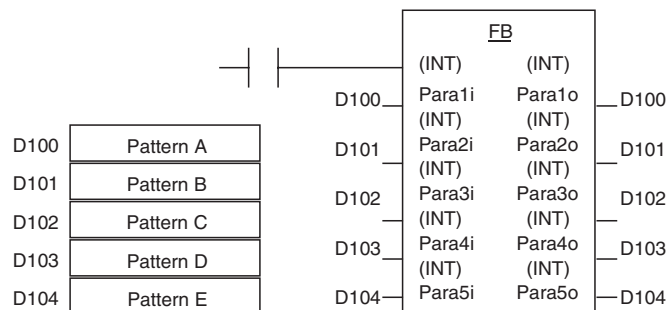 FB
(INT) (INT)
D100 Para1i Para1o D100
(INT) (INT)
D101 Para2i Para2o D101
(INT) (INT)
D102 Para3i Para3o D102
(INT) (INT)
D103 Para4i Para4o D103
(INT) (INT)
D104 Para5i Para5o D104
D100 Pattern A
D101 Pattern B
D102 Pattern C
D103 Pattern D
D104 Pattern E